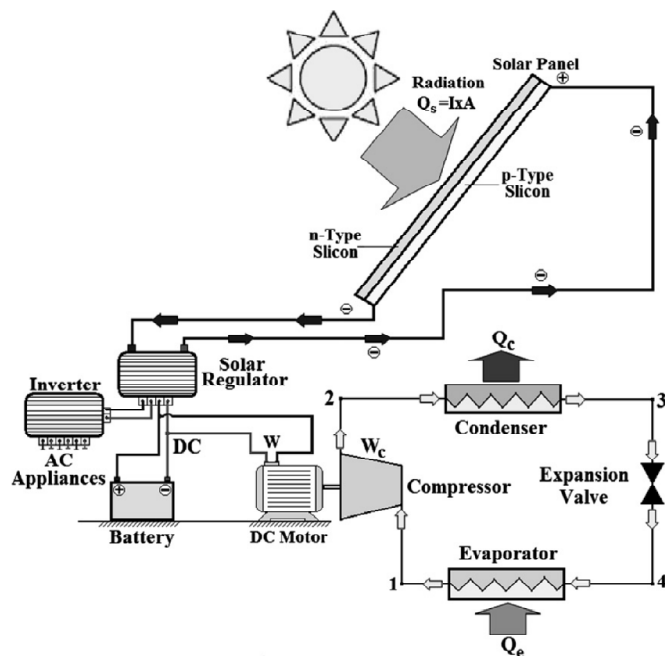 Solar Panel
⊕
Radiation
Qs=IxA
⊖
p-Type
Slicon
n-Type
Slicon
⊖
⊖
⊖
⊖
Solar
Regulator
Qc
Inverter
2
3
Condenser
DC
W
Wc
AC
Appliances
Compressor
Expansion
Valve
⊕
⊖
Battery
DC Motor
Evaporator
1
4
Qe